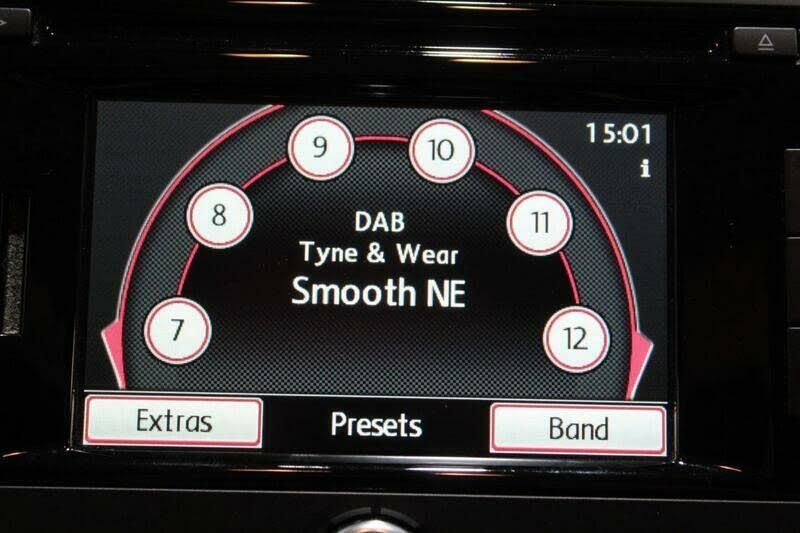 15:01
i
9
10
8
11
7
12
DAB
Tyne & Wear
Smooth NE
Extras
Presets
Band